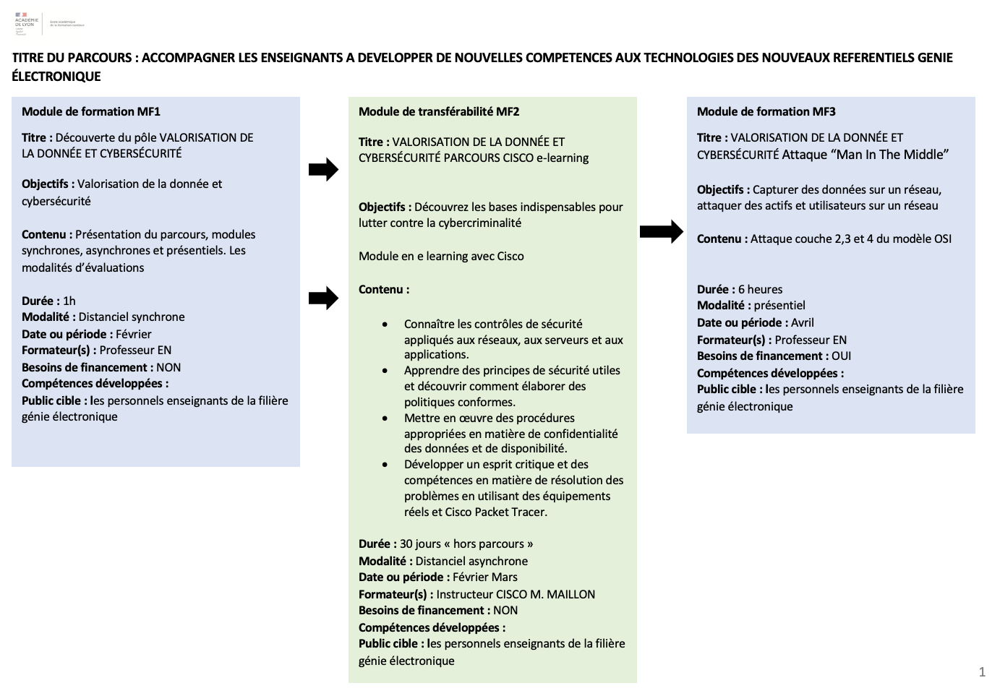 ACADÉMIE
DE LYON
Liberté
Égalité
Fraternité
École académique
de la formation continue
TITRE DU PARCOURS : ACCOMPAGNER LES ENSEIGNANTS A DEVELOPPER DE NOUVELLES COMPETENCES AUX TECHNOLOGIES DES NOUVEAUX REFERENTIELS GENIE
ÉLECTRONIQUE
Module de formation MF1
Titre : Découverte du pôle VALORISATION DE
LA DONNÉE ET CYBERSÉCURITÉ
Objectifs : Valorisation de la donnée et
cybersécurité
Contenu : Présentation du parcours, modules
synchrones, asynchrones et présentiels. Les
modalités d’évaluations
Durée : 1h
Modalité : Distanciel synchrone
Date ou période : Février
Formateur(s) : Professeur EN
Besoins de financement : NON
Compétences développées :
Public cible : les personnels enseignants de la filière
génie électronique
Module de transférabilité MF2
Titre : VALORISATION DE LA DONNÉE ET
CYBERSÉCURITÉ PARCOURS CISCO e-learning
Objectifs : Découvrez les bases indispensables pour
lutter contre la cybercriminalité
Module en e learning avec Cisco
Contenu :
• Connaître les contrôles de sécurité
appliqués aux réseaux, aux serveurs et aux
applications.
• Apprendre des principes de sécurité utiles
et découvrir comment élaborer des
politiques conformes.
• Mettre en œuvre des procédures
appropriées en matière de confidentialité
des données et de disponibilité.
• Développer un esprit critique et des
compétences en matière de résolution des
problèmes en utilisant des équipements
réels et Cisco Packet Tracer.
Durée : 30 jours « hors parcours »
Modalité : Distanciel asynchrone
Date ou période : Février Mars
Formateur(s) : Instructeur CISCO M. MAILLON
Besoins de financement : NON
Compétences développées :
Public cible : les personnels enseignants de la filière
génie électronique
Module de formation MF3
Titre : VALORISATION DE LA DONNÉE ET
CYBERSÉCURITÉ Attaque “Man In The Middle”
Objectifs : Capturer des données sur un réseau,
attaquer des actifs et utilisateurs sur un réseau
Contenu : Attaque couche 2,3 et 4 du modèle OSI
Durée : 6 heures
Modalité : présentiel
Date ou période : Avril
Formateur(s) : Professeur EN
Besoins de financement : OUI
Compétences développées :
Public cible : les personnels enseignants de la filière
génie électronique
1